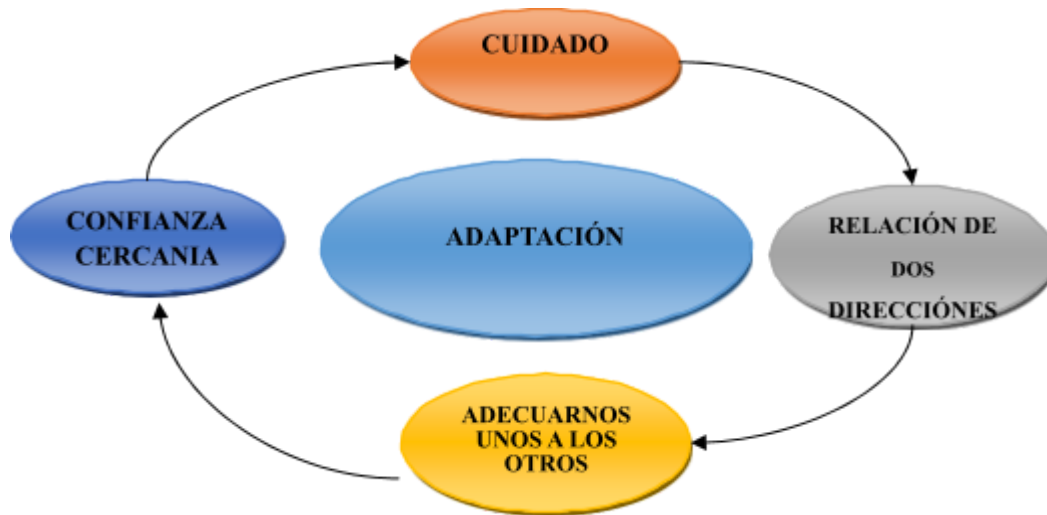 CUIDADO
CONFIANZA
CERCANIA
ADAPTACIÓN
RELACIÓN DE
DOS
DIRECCIÓNES
ADECUARNOS
UNOS A LOS
OTROS